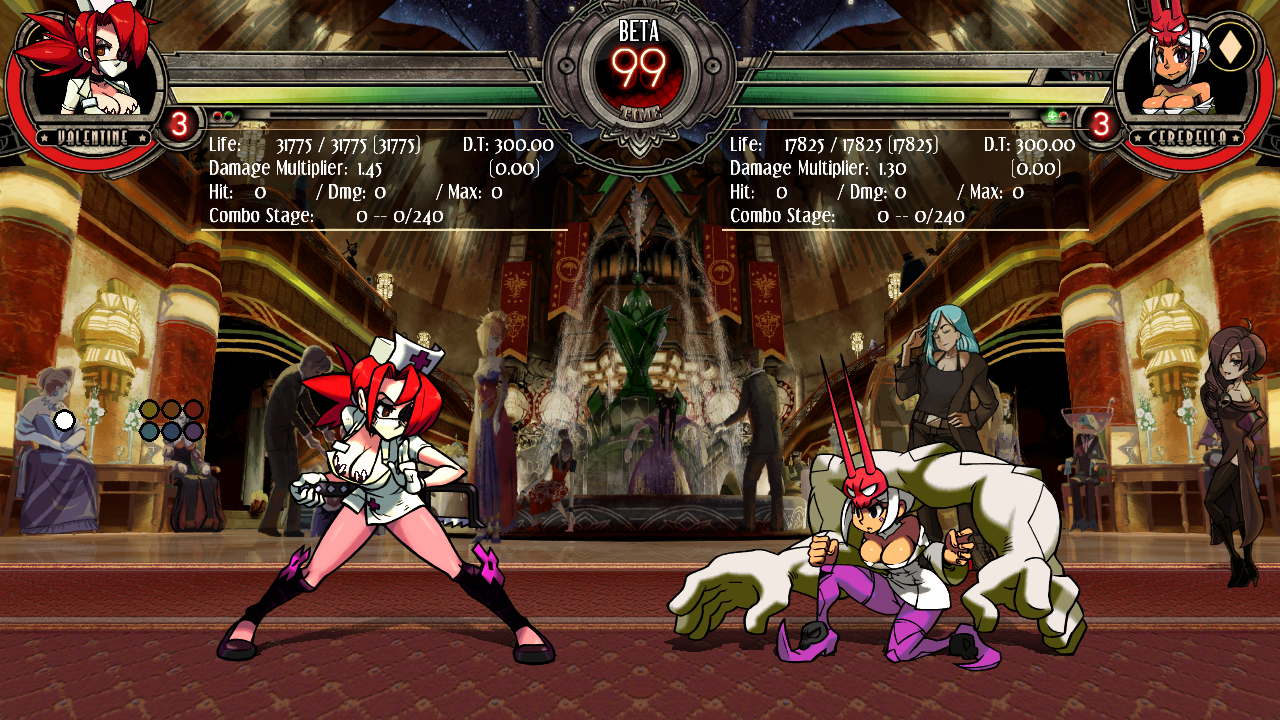 BETA
99
TIME
VALENTINE
3
3
CEREBELLA
Life: 31775 / 31775 (31775) D.T: 300.00
Damage Multiplier: 1.45 (0.00)
Hit: 0 / Dmg: 0 / Max: 0
Combo Stage: 0 -- 0/240
Life: 17825 / 17825 (17825) D.T: 300.00
Damage Multiplier: 1.30 (0.00)
Hit: 0 / Dmg: 0 / Max: 0
Combo Stage: 0 -- 0/240